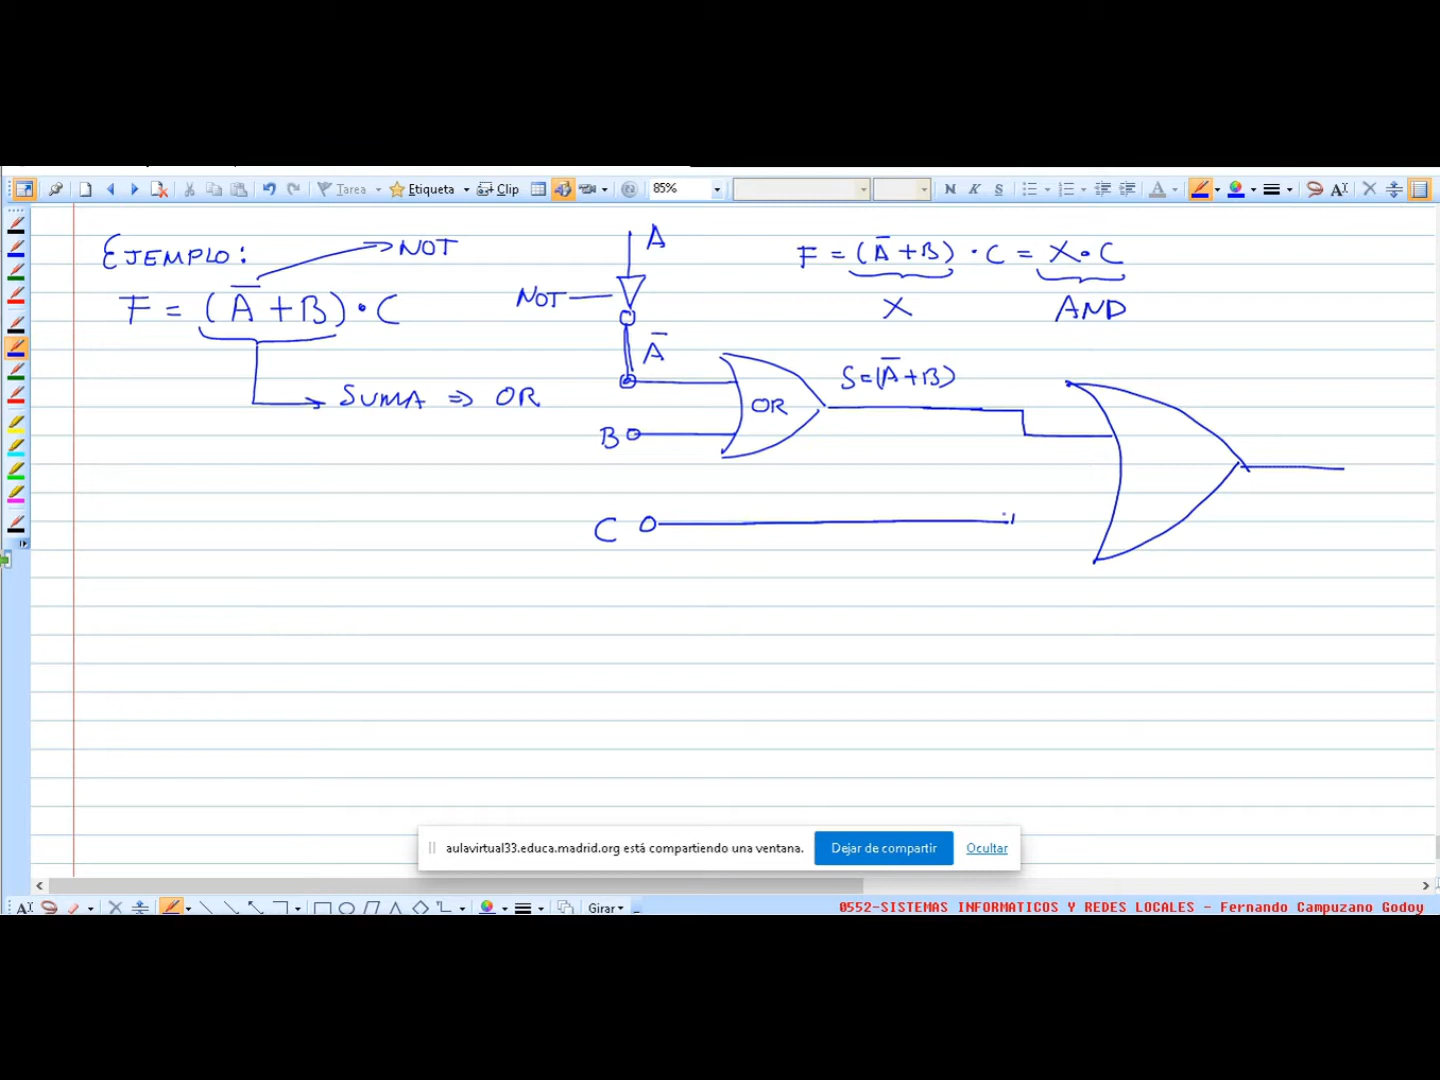 Tarea
Etiqueta
Clip
85%
N K S
EJEMPLO:
NOT
F = (A̅ + B) • C
SUMA ⇒ OR
A
NOT
A̅
B
C
OR
S = (A̅ + B)
F = (A̅ + B) • C = X • C
X
AND
aulavirtual33.educa.madrid.org está compartiendo una ventana.
Dejar de compartir
Ocultar
Girar
0552-SISTEMAS INFORMATICOS Y REDES LOCALES - Fernando Campuzano Godoy